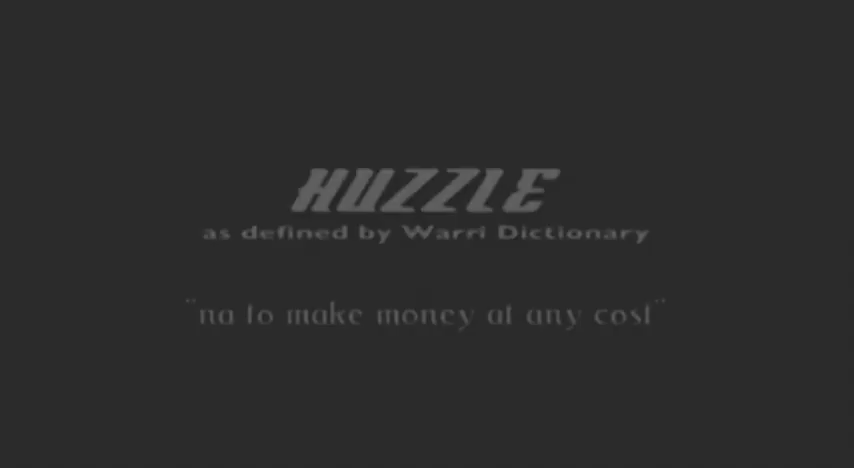 HUZZLE
as defined by Warri Dictionary
"na to make money at any cost"